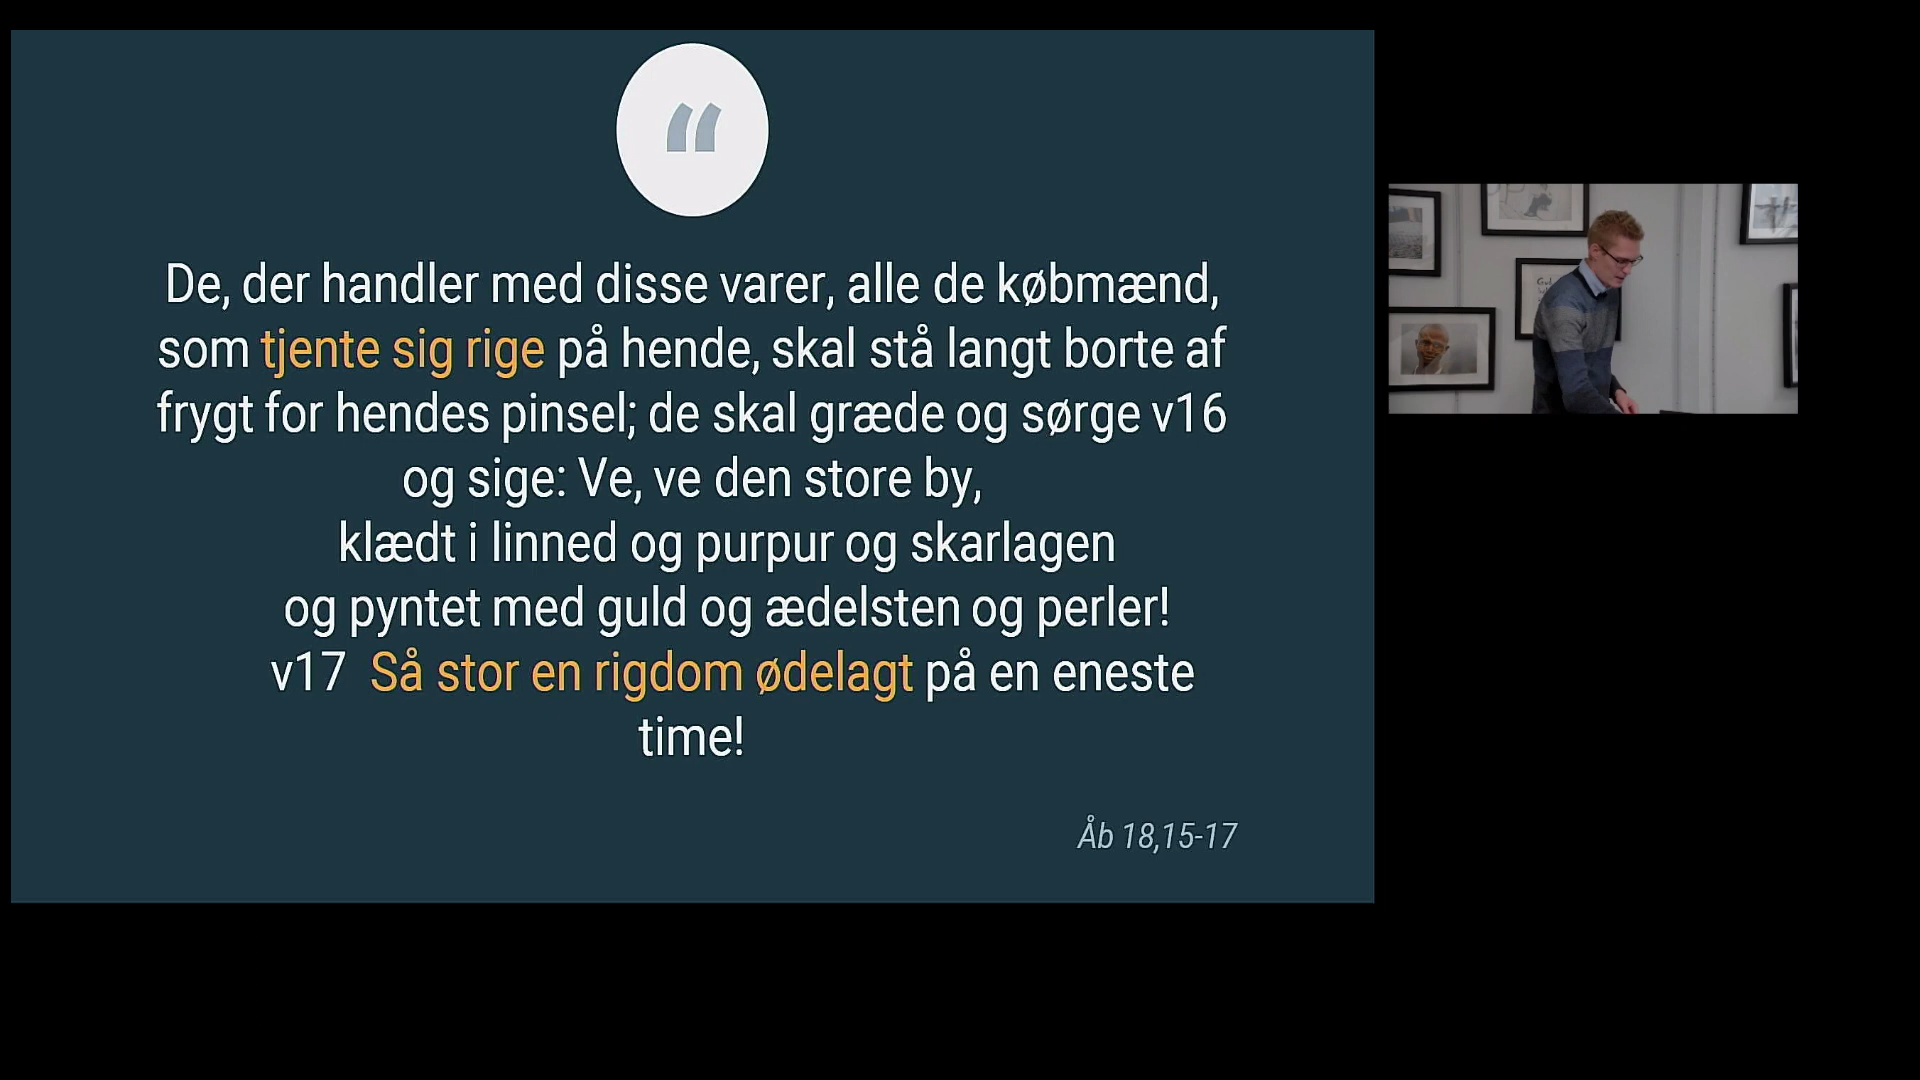 “
De, der handler med disse varer, alle de købmænd,
som tjente sig rige på hende, skal stå langt borte af
frygt for hendes pinsel; de skal græde og sørge v16
og sige: Ve, ve den store by,
klædt i linned og purpur og skarlagen
og pyntet med guld og ædelsten og perler!
v17 Så stor en rigdom ødelagt på en eneste
time!
Åb 18,15-17